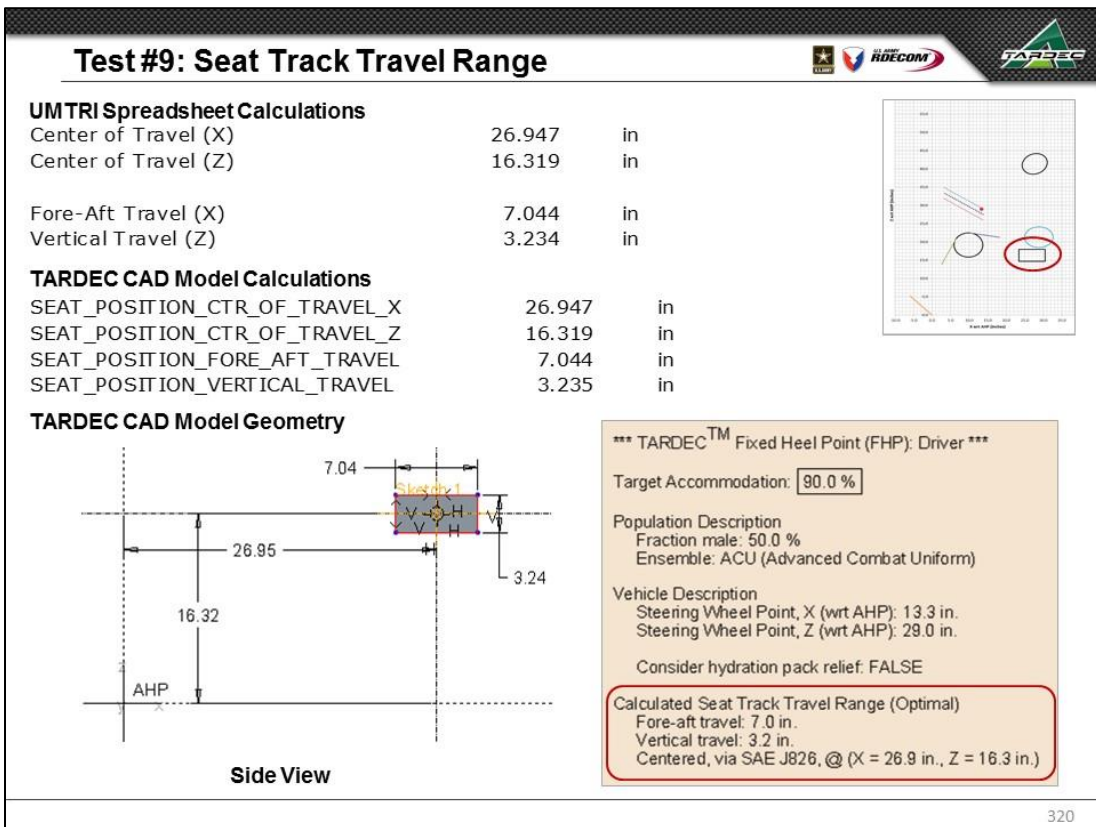 Test #9: Seat Track Travel Range
U.S. ARMY
RDECOM
TARDEC
UMTRI Spreadsheet Calculations
Center of Travel (X) 26.947 in
Center of Travel (Z) 16.319 in
Fore-Aft Travel (X) 7.044 in
Vertical Travel (Z) 3.234 in
TARDEC CAD Model Calculations
SEAT_POSITION_CTR_OF_TRAVEL_X 26.947 in
SEAT_POSITION_CTR_OF_TRAVEL_Z 16.319 in
SEAT_POSITION_FORE_AFT_TRAVEL 7.044 in
SEAT_POSITION_VERTICAL_TRAVEL 3.235 in
TARDEC CAD Model Geometry
7.04
Sketch 1
V H V
V H
26.95
3.24
16.32
Z
AHP
Y X
Side View
*** TARDEC™ Fixed Heel Point (FHP): Driver ***
Target Accommodation: 90.0 %
Population Description
Fraction male: 50.0 %
Ensemble: ACU (Advanced Combat Uniform)
Vehicle Description
Steering Wheel Point, X (wrt AHP): 13.3 in.
Steering Wheel Point, Z (wrt AHP): 29.0 in.
Consider hydration pack relief: FALSE
Calculated Seat Track Travel Range (Optimal)
Fore-aft travel: 7.0 in.
Vertical travel: 3.2 in.
Centered, via SAE J826, @ (X = 26.9 in., Z = 16.3 in.)
320